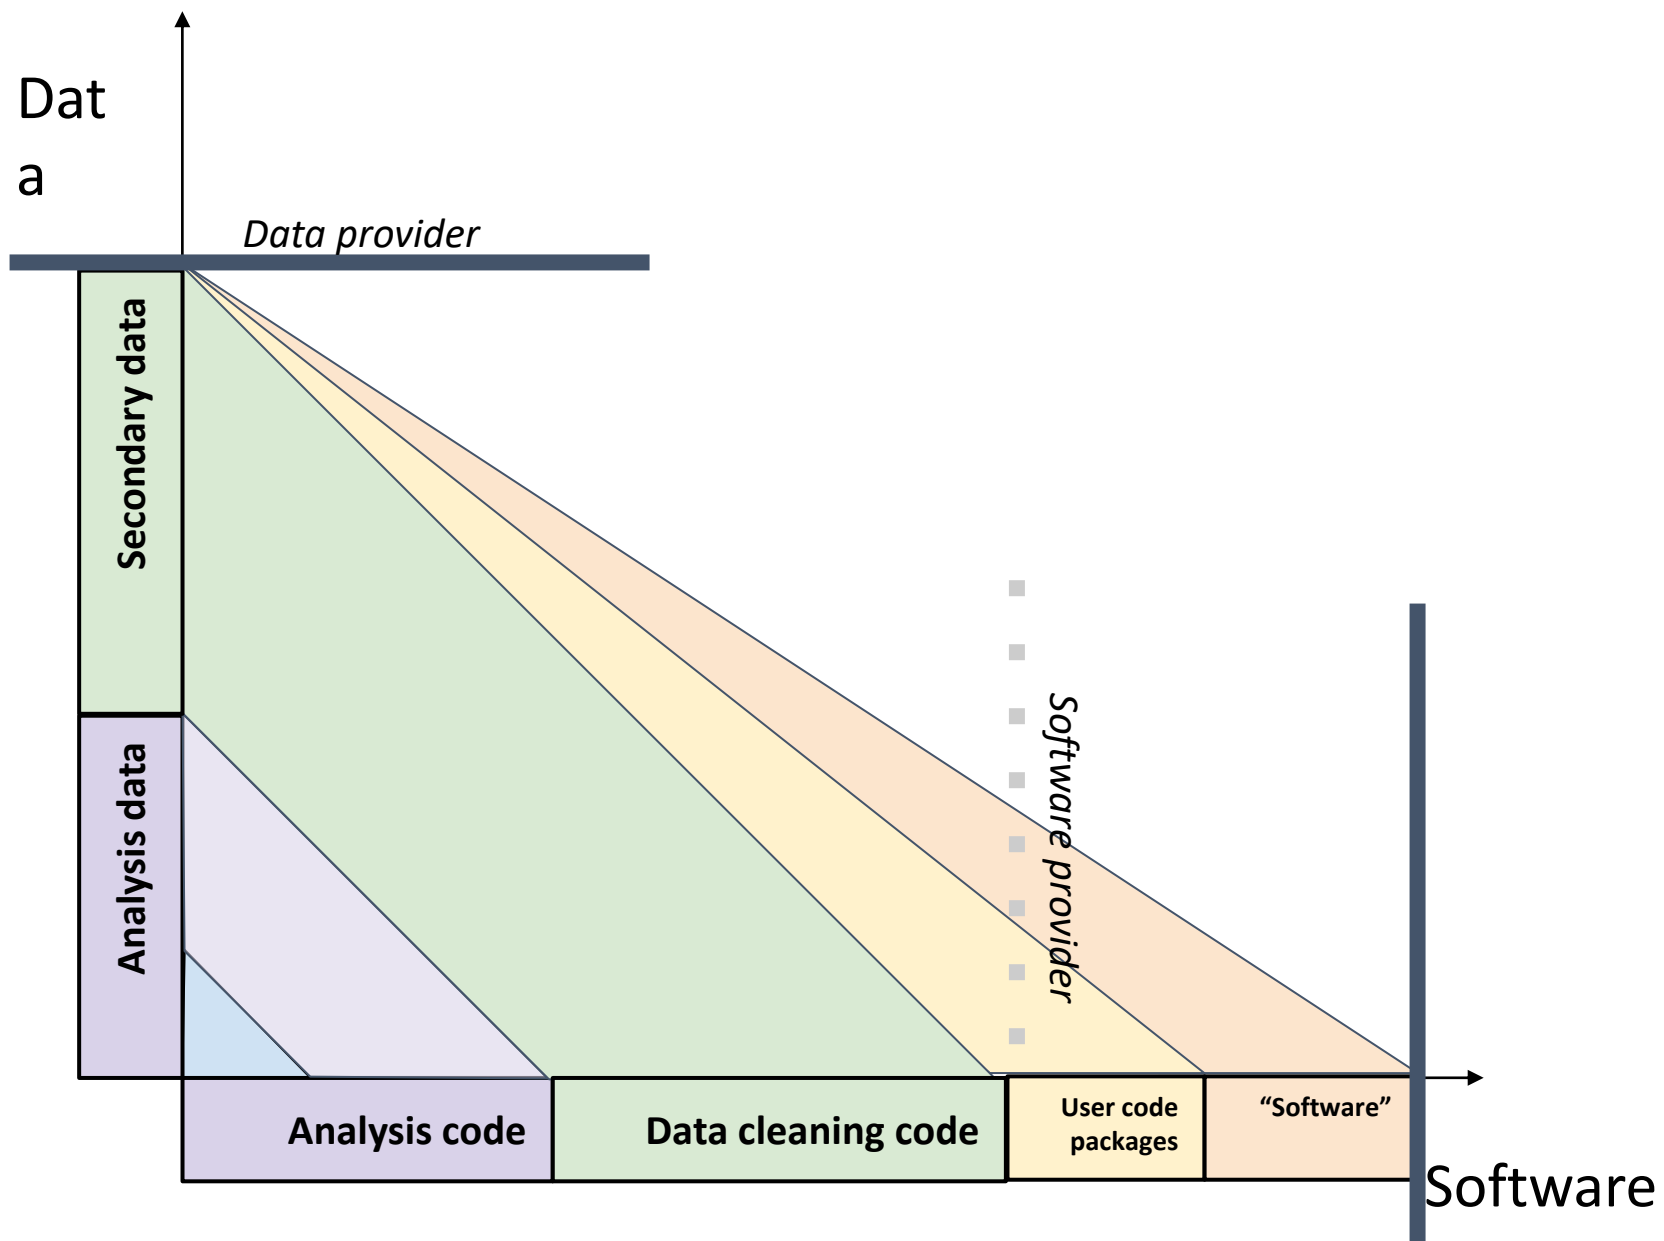 Dat
a
Data provider
Secondary data
Analysis data
Software provider
Analysis code
Data cleaning code
User code
packages
“Software”
Software